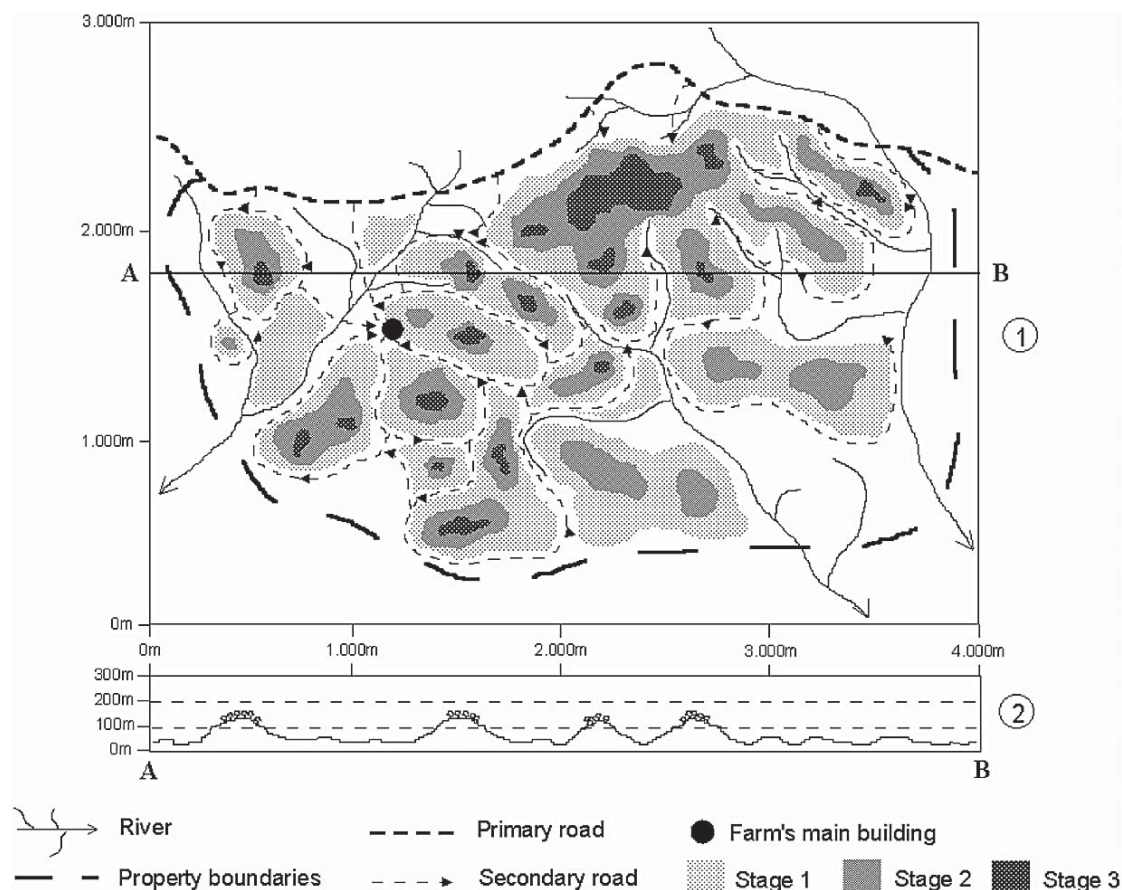 3.000m
2.000m
A B
1
1.000m
0m
0m 1.000m 2.000m 3.000m 4.000m
300m
200m
2
100m
0m
A B
River Primary road Farm's main building
Property boundaries Secondary road Stage 1 Stage 2 Stage 3